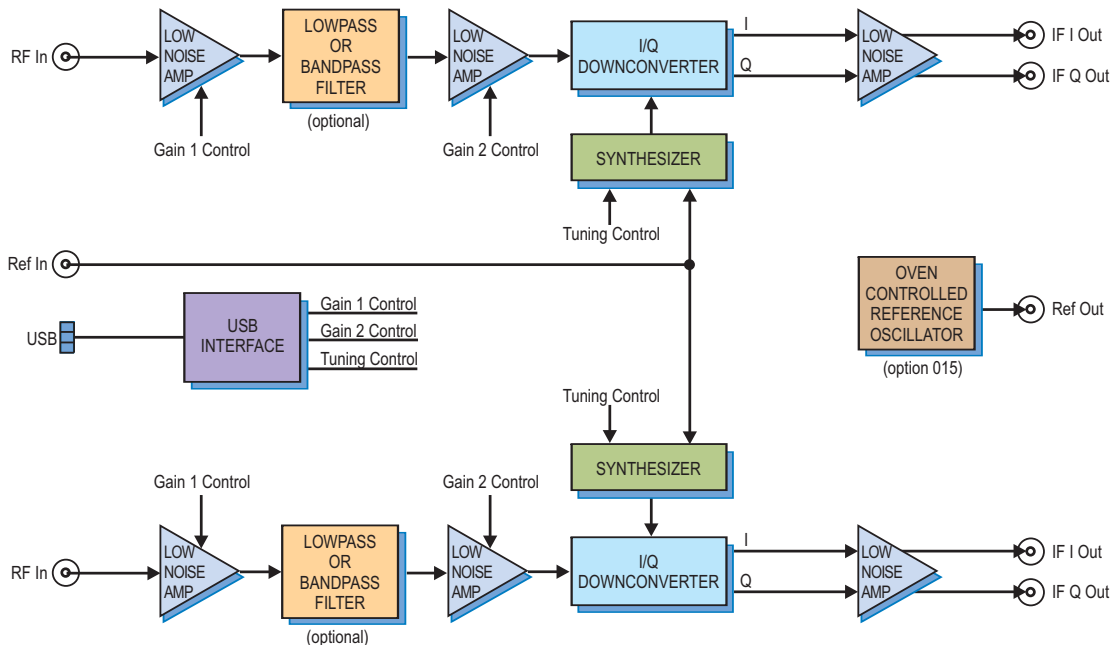 RF In
LOW
NOISE
AMP
LOWPASS
OR
BANDPASS
FILTER
(optional)
LOW
NOISE
AMP
I/Q
DOWNCONVERTER
I
Q
LOW
NOISE
AMP
IF I Out
IF Q Out
Gain 1 Control
Gain 2 Control
SYNTHESIZER
Tuning Control
Ref In
USB
USB
INTERFACE
Gain 1 Control
Gain 2 Control
Tuning Control
OVEN
CONTROLLED
REFERENCE
OSCILLATOR
(option 015)
Ref Out
Tuning Control
SYNTHESIZER
Gain 1 Control
Gain 2 Control
RF In
LOW
NOISE
AMP
LOWPASS
OR
BANDPASS
FILTER
(optional)
LOW
NOISE
AMP
I/Q
DOWNCONVERTER
I
Q
LOW
NOISE
AMP
IF I Out
IF Q Out